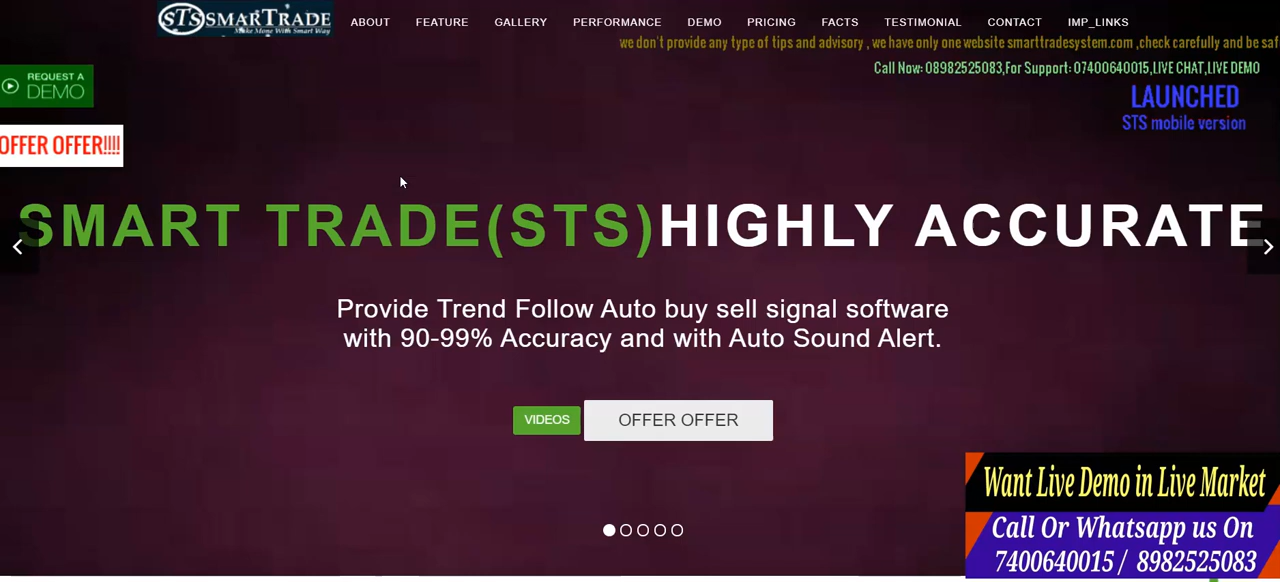 STS SMARTRADE
Make Mone With Smart Way
ABOUT FEATURE GALLERY PERFORMANCE DEMO PRICING FACTS TESTIMONIAL CONTACT IMP_LINKS
we don't provide any type of tips and advisory , we have only one website smarttradesystem.com ,check carefully and be saf
Call Now: 08982525083,For Support: 07400640015,LIVE CHAT,LIVE DEMO
REQUEST A
DEMO
LAUNCHED
STS mobile version
OFFER OFFER!!!!
SMART TRADE(STS)HIGHLY ACCURATE
Provide Trend Follow Auto buy sell signal software
with 90-99% Accuracy and with Auto Sound Alert.
VIDEOS OFFER OFFER
Want Live Demo in Live Market
Call Or Whatsapp us On
7400640015 / 8982525083